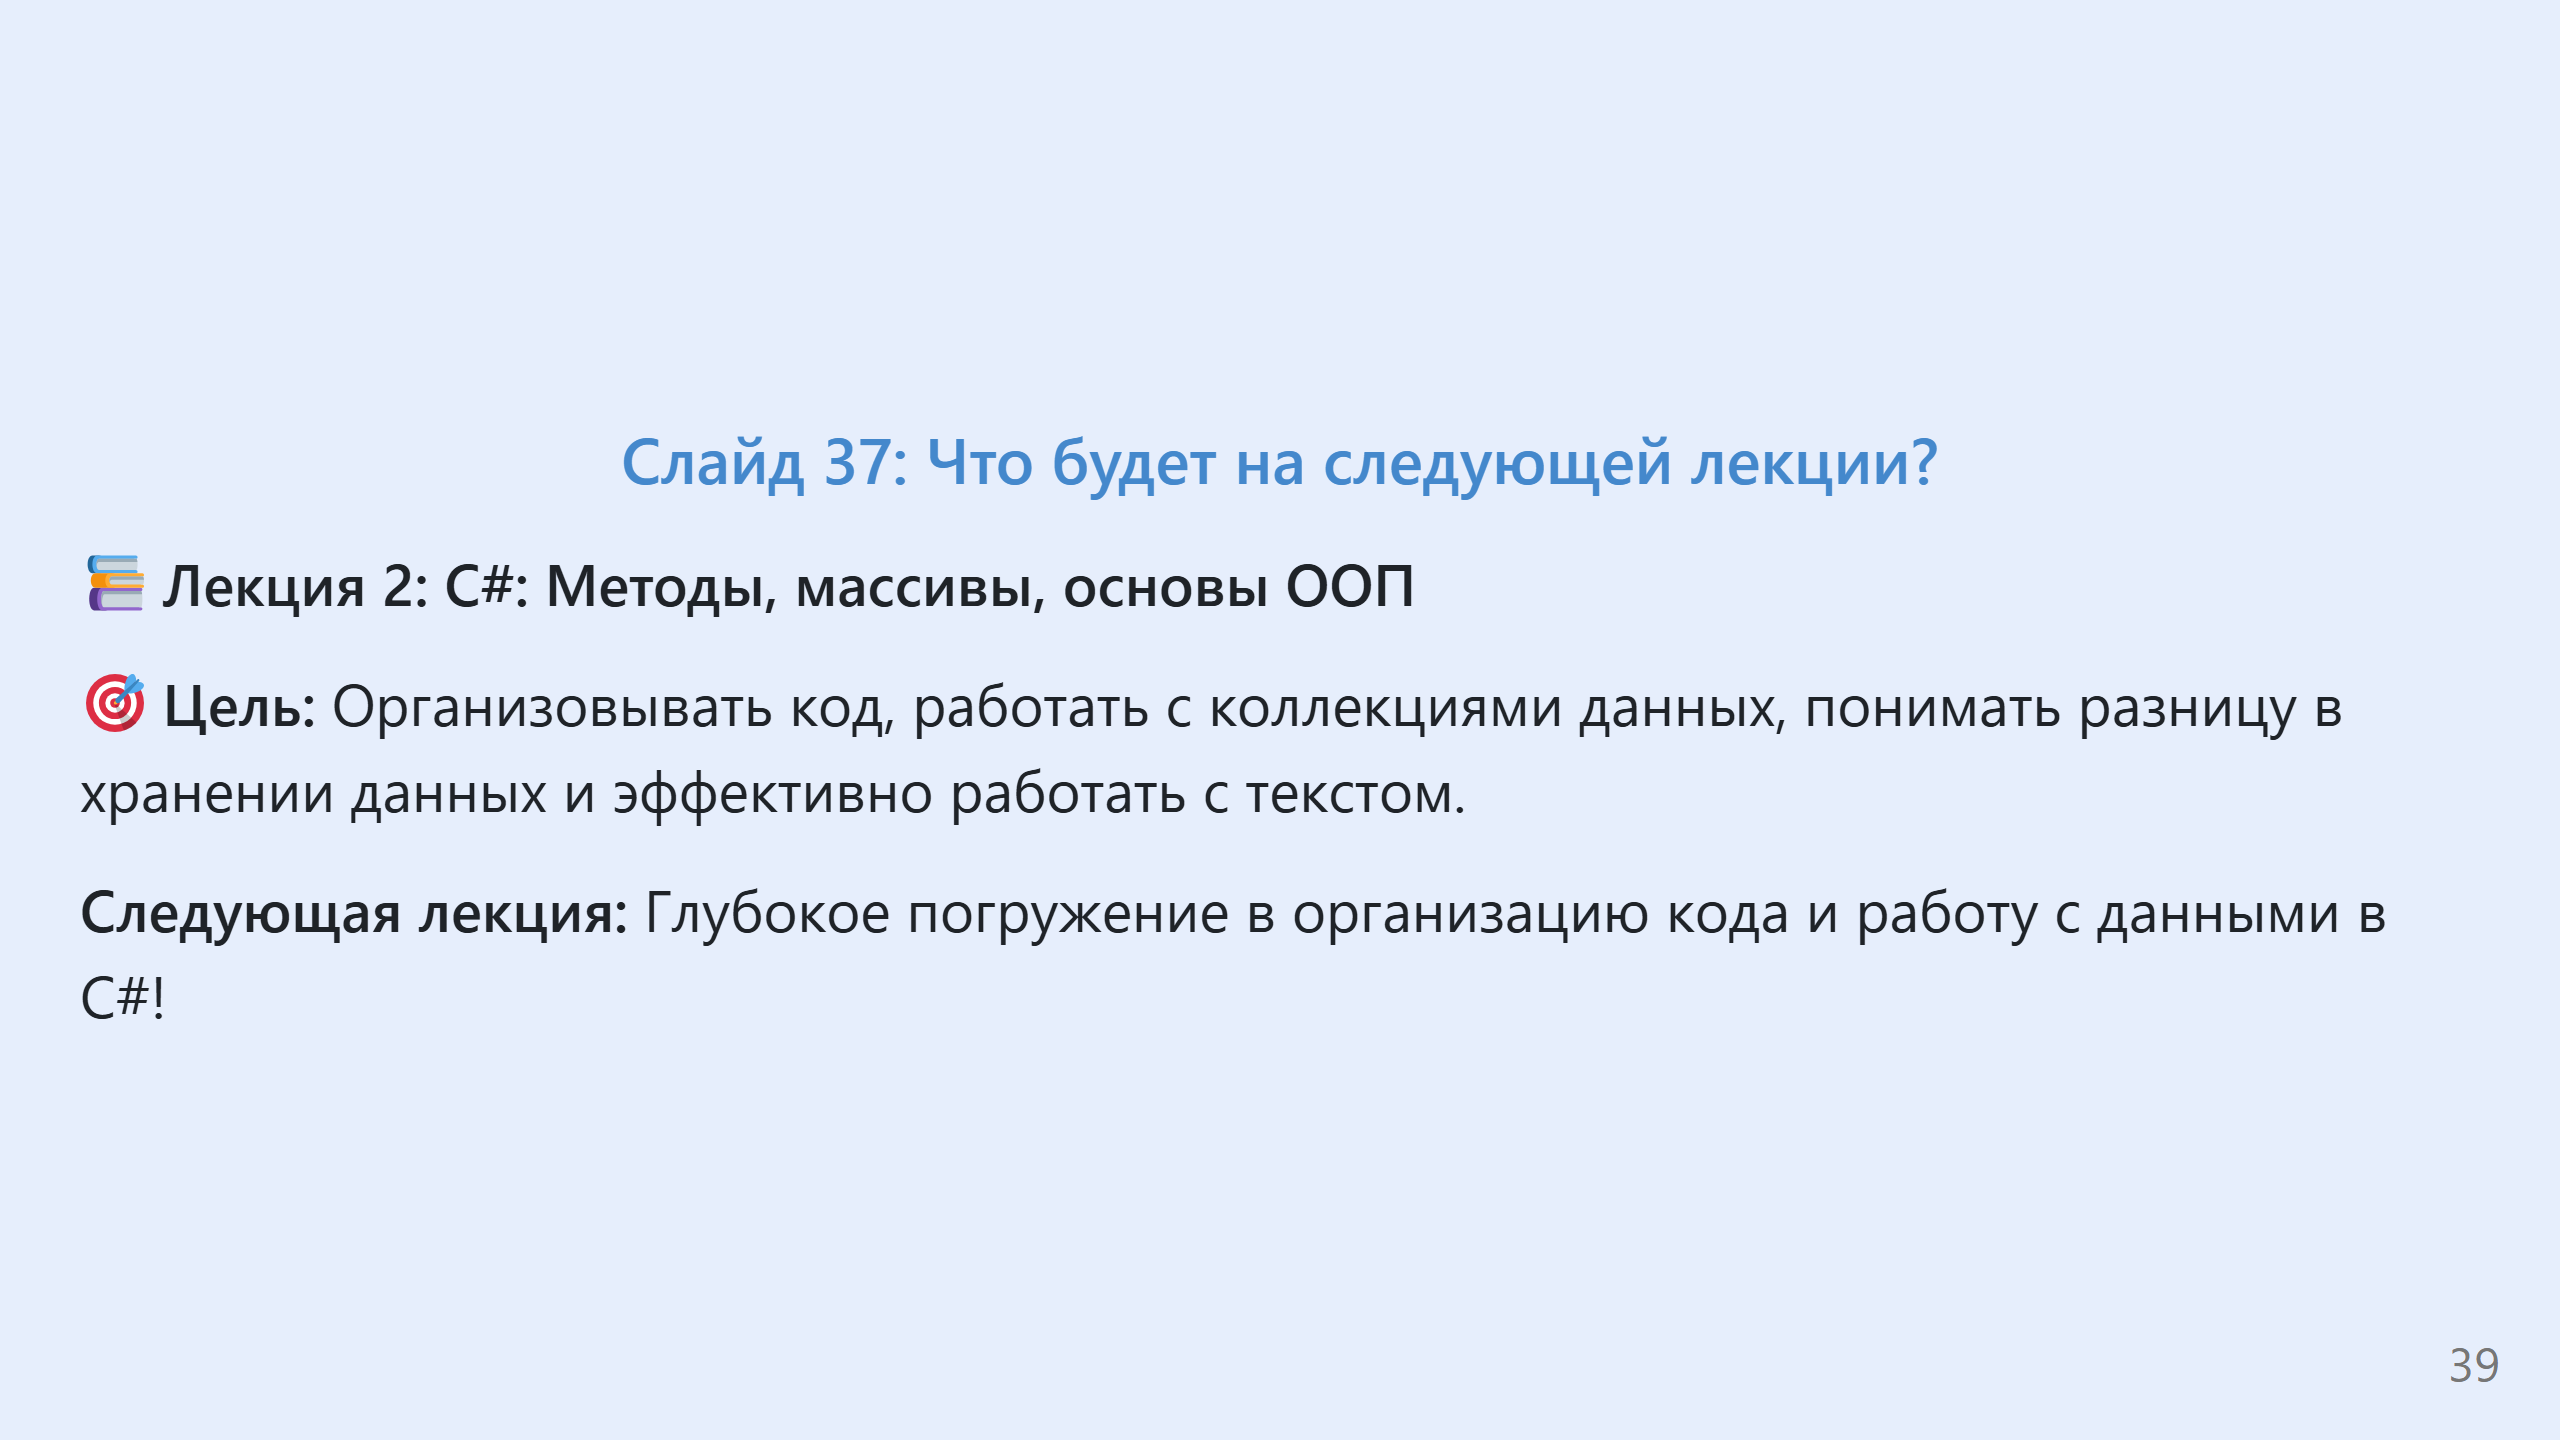 Слайд 37: Что будет на следующей лекции?
Лекция 2: C#: Методы, массивы, основы ООП
Цель: Организовывать код, работать с коллекциями данных, понимать разницу в
хранении данных и эффективно работать с текстом.
Следующая лекция: Глубокое погружение в организацию кода и работу с данными в
C#!
39